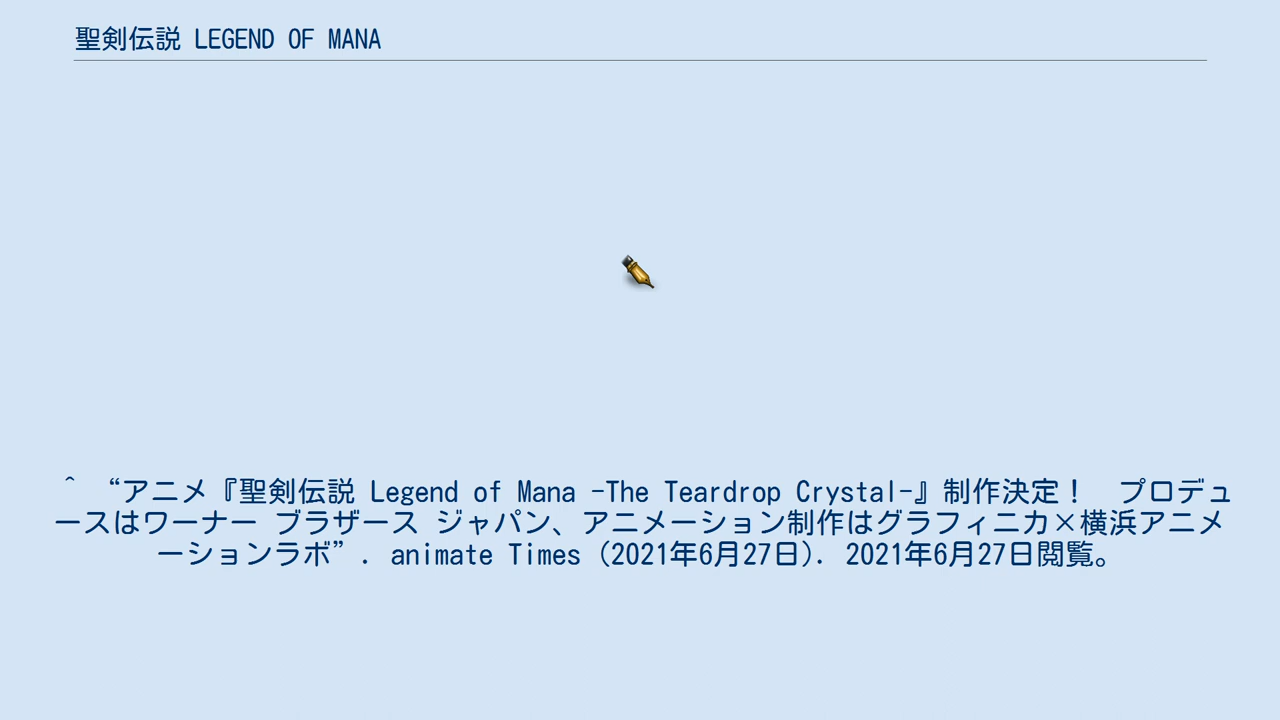 聖剣伝説 LEGEND OF MANA
^ “アニメ『聖剣伝説 Legend of Mana -The Teardrop Crystal-』制作決定！　プロデュ
ースはワーナー ブラザース ジャパン、アニメーション制作はグラフィニカ×横浜アニメ
ーションラボ”. animate Times (2021年6月27日). 2021年6月27日閲覧。